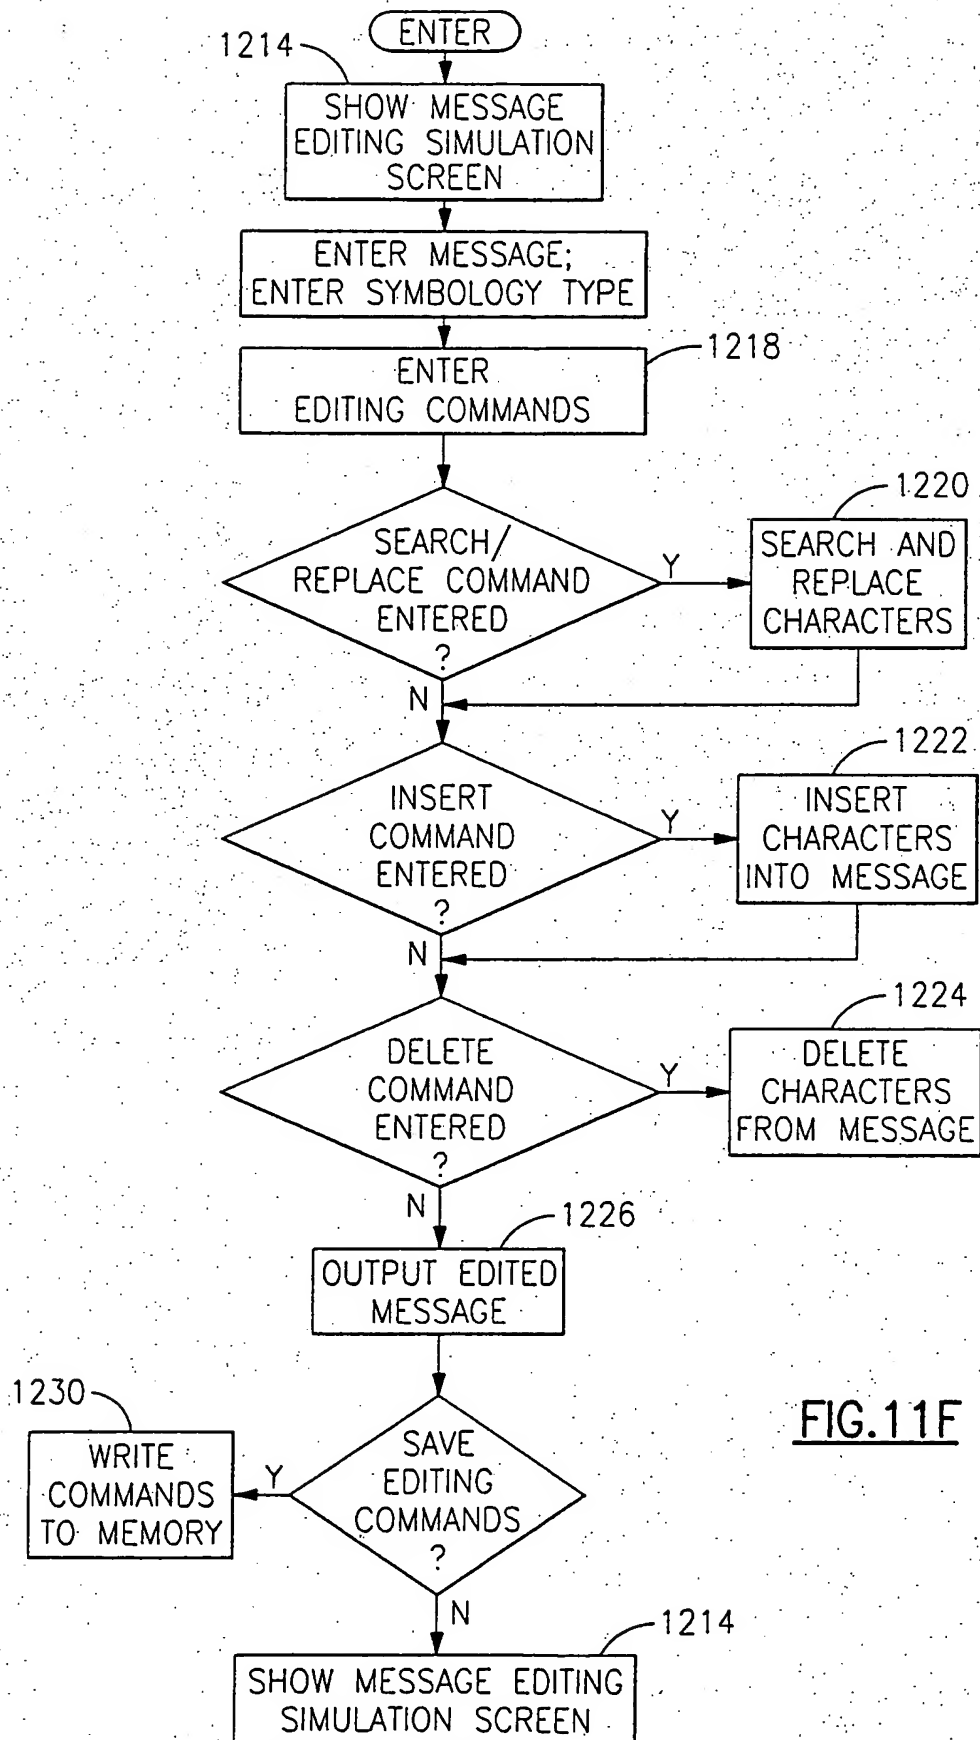 ENTER
1214
SHOW MESSAGE
EDITING SIMULATION
SCREEN
ENTER MESSAGE;
ENTER SYMBOLOGY TYPE
1218
ENTER
EDITING COMMANDS
SEARCH/
REPLACE COMMAND
ENTERED
?
Y
1220
SEARCH AND
REPLACE
CHARACTERS
N
INSERT
COMMAND
ENTERED
?
Y
1222
INSERT
CHARACTERS
INTO MESSAGE
N
DELETE
COMMAND
ENTERED
?
Y
1224
DELETE
CHARACTERS
FROM MESSAGE
N
1226
OUTPUT EDITED
MESSAGE
SAVE
EDITING
COMMANDS
?
Y
1230
WRITE
COMMANDS
TO MEMORY
FIG.11F
N
1214
SHOW MESSAGE EDITING
SIMULATION SCREEN